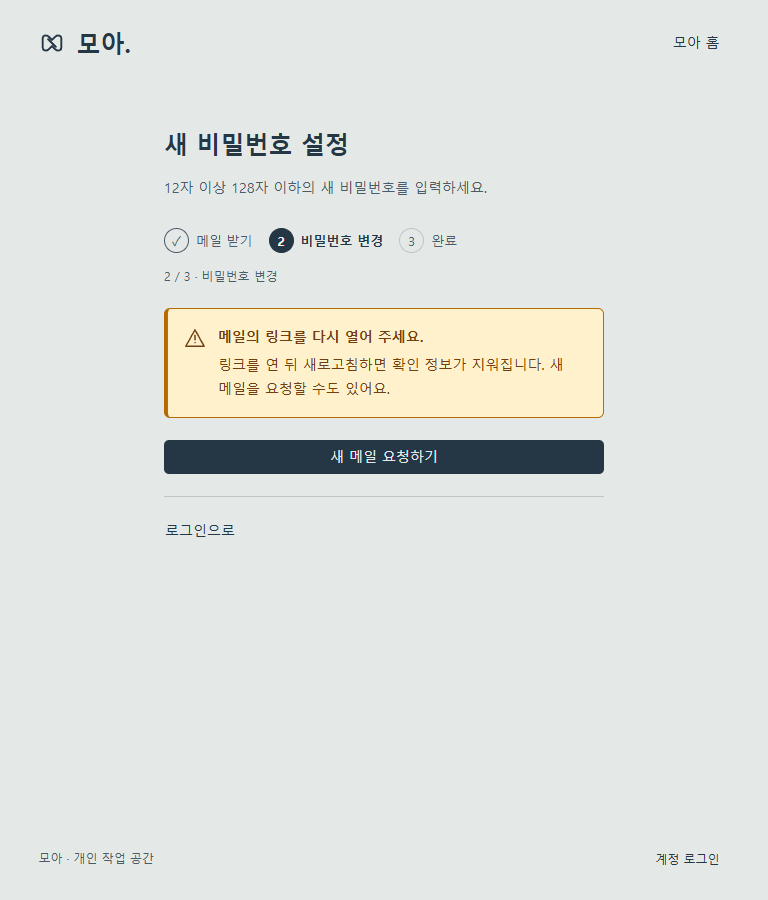 모아.
모아 홈
새 비밀번호 설정
12자 이상 128자 이하의 새 비밀번호를 입력하세요.
✓ 메일 받기 2 비밀번호 변경 3 완료
2 / 3 · 비밀번호 변경
메일의 링크를 다시 열어 주세요.
링크를 연 뒤 새로고침하면 확인 정보가 지워집니다. 새
메일을 요청할 수도 있어요.
새 메일 요청하기
로그인으로
모아 · 개인 작업 공간
계정 로그인